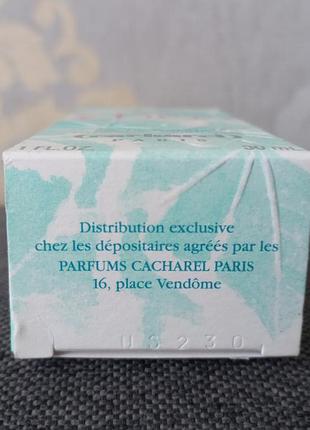 PARIS
1 FL.OZ. 30 ml
Distribution exclusive
chez les dépositaires agréés par les
PARFUMS CACHAREL PARIS
16, place Vendôme
US230